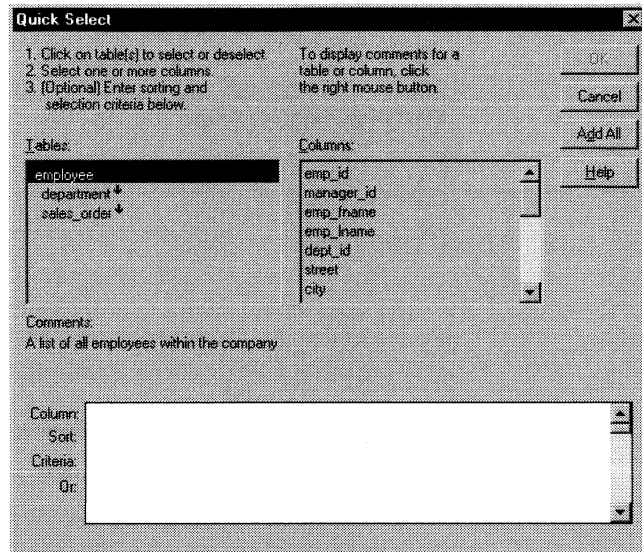 Quick Select
1. Click on table(s) to select or deselect
2. Select one or more columns.
3. (Optional) Enter sorting and
selection criteria below.
To display comments for a
table or column, click
the right mouse button.
OK
Cancel
Add All
Help
Tables:
employee
department
sales_order
Columns:
emp_id
manager_id
emp_fname
emp_lname
dept_id
street
city
Comments:
A list of all employees within the company
Column:
Sort:
Criteria:
Or: